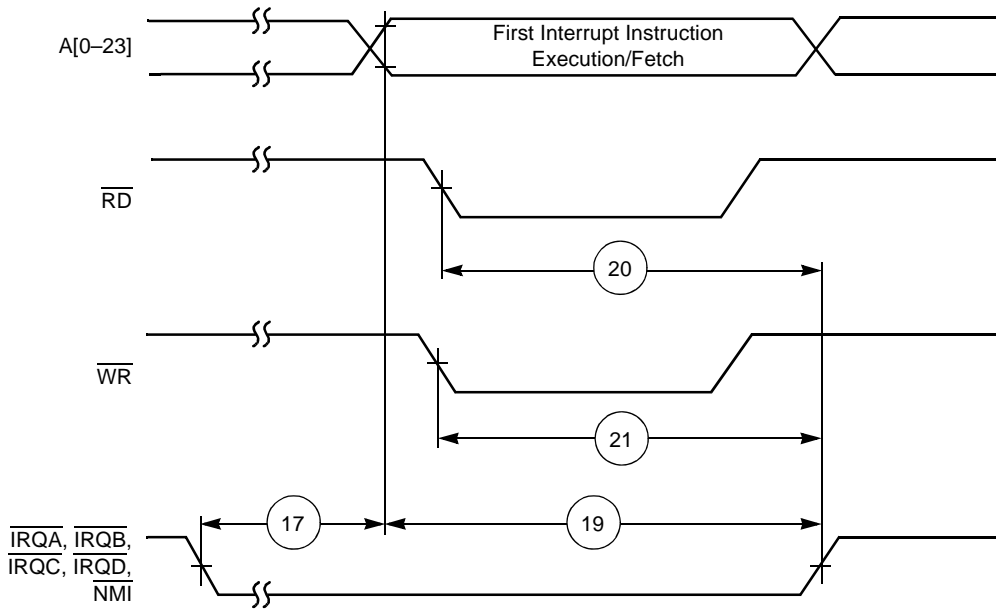 A[0–23]
First Interrupt Instruction
Execution/Fetch
RD
20
WR
21
17
19
IRQA, IRQB,
IRQC, IRQD,
NMI